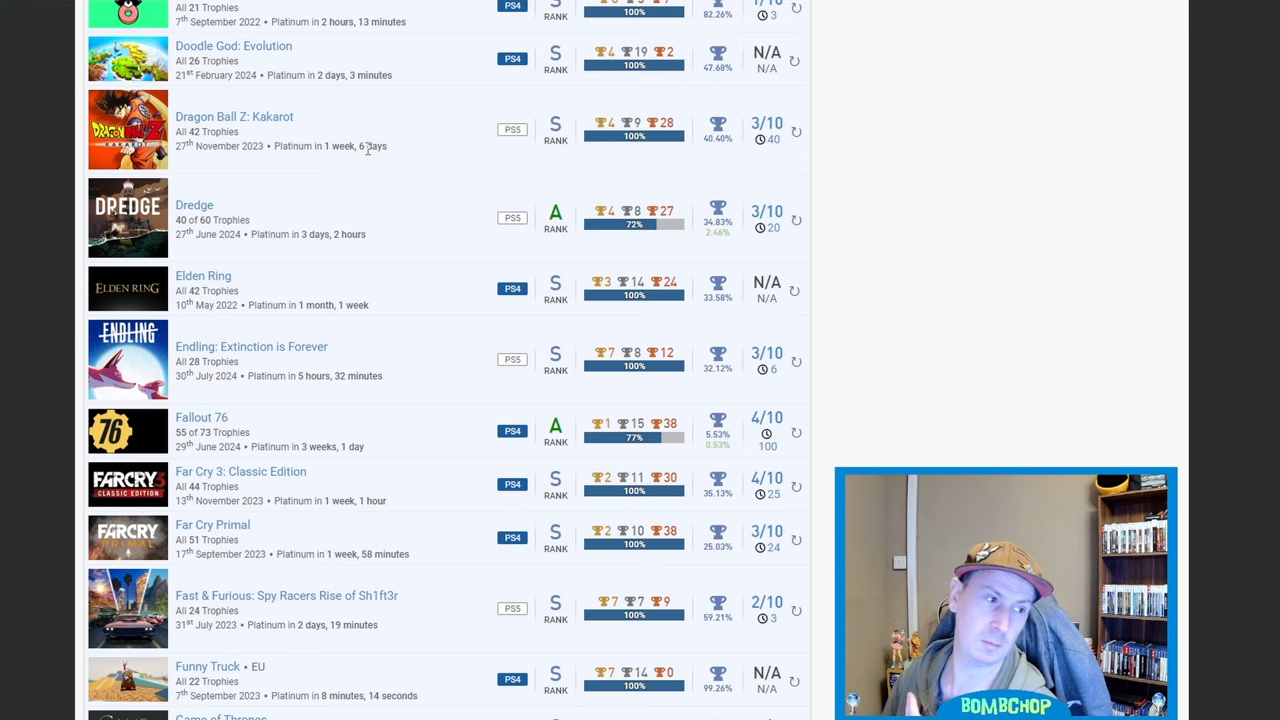 All 21 Trophies
7th September 2022 • Platinum in 2 hours, 13 minutes
PS4
RANK
100%
82.26%
3
Doodle God: Evolution
All 26 Trophies
21st February 2024 • Platinum in 2 days, 3 minutes
PS4
S
RANK
4 19 2
100%
47.68%
N/A
N/A
DRAGON BALL Z
KAKAROT
Dragon Ball Z: Kakarot
All 42 Trophies
27th November 2023 • Platinum in 1 week, 6 days
PS5
S
RANK
4 9 28
100%
40.40%
3/10
40
DREDGE
Dredge
40 of 60 Trophies
27th June 2024 • Platinum in 3 days, 2 hours
PS5
A
RANK
4 8 27
72%
34.83%
2.46%
3/10
20
ELDEN RING
Elden Ring
All 42 Trophies
10th May 2022 • Platinum in 1 month, 1 week
PS4
S
RANK
3 14 24
100%
33.58%
N/A
N/A
ENDLING
Endling: Extinction is Forever
All 28 Trophies
30th July 2024 • Platinum in 5 hours, 32 minutes
PS5
S
RANK
7 8 12
100%
32.12%
3/10
6
76
Fallout 76
55 of 73 Trophies
29th June 2024 • Platinum in 3 weeks, 1 day
PS4
A
RANK
1 15 38
77%
5.53%
0.53%
4/10
100
FARCRY3
CLASSIC EDITION
Far Cry 3: Classic Edition
All 44 Trophies
13th November 2023 • Platinum in 1 week, 1 hour
PS4
S
RANK
2 11 30
100%
35.13%
4/10
25
FARCRY
PRIMAL
Far Cry Primal
All 51 Trophies
17th September 2023 • Platinum in 1 week, 58 minutes
PS4
S
RANK
2 10 38
100%
25.03%
3/10
24
Fast & Furious: Spy Racers Rise of Sh1ft3r
All 24 Trophies
31st July 2023 • Platinum in 2 days, 19 minutes
PS5
S
RANK
7 7 9
100%
59.21%
2/10
3
Funny Truck • EU
All 22 Trophies
7th September 2023 • Platinum in 8 minutes, 14 seconds
PS4
S
RANK
7 14 0
100%
99.26%
N/A
N/A
Game of Thrones
BOMBCHOP